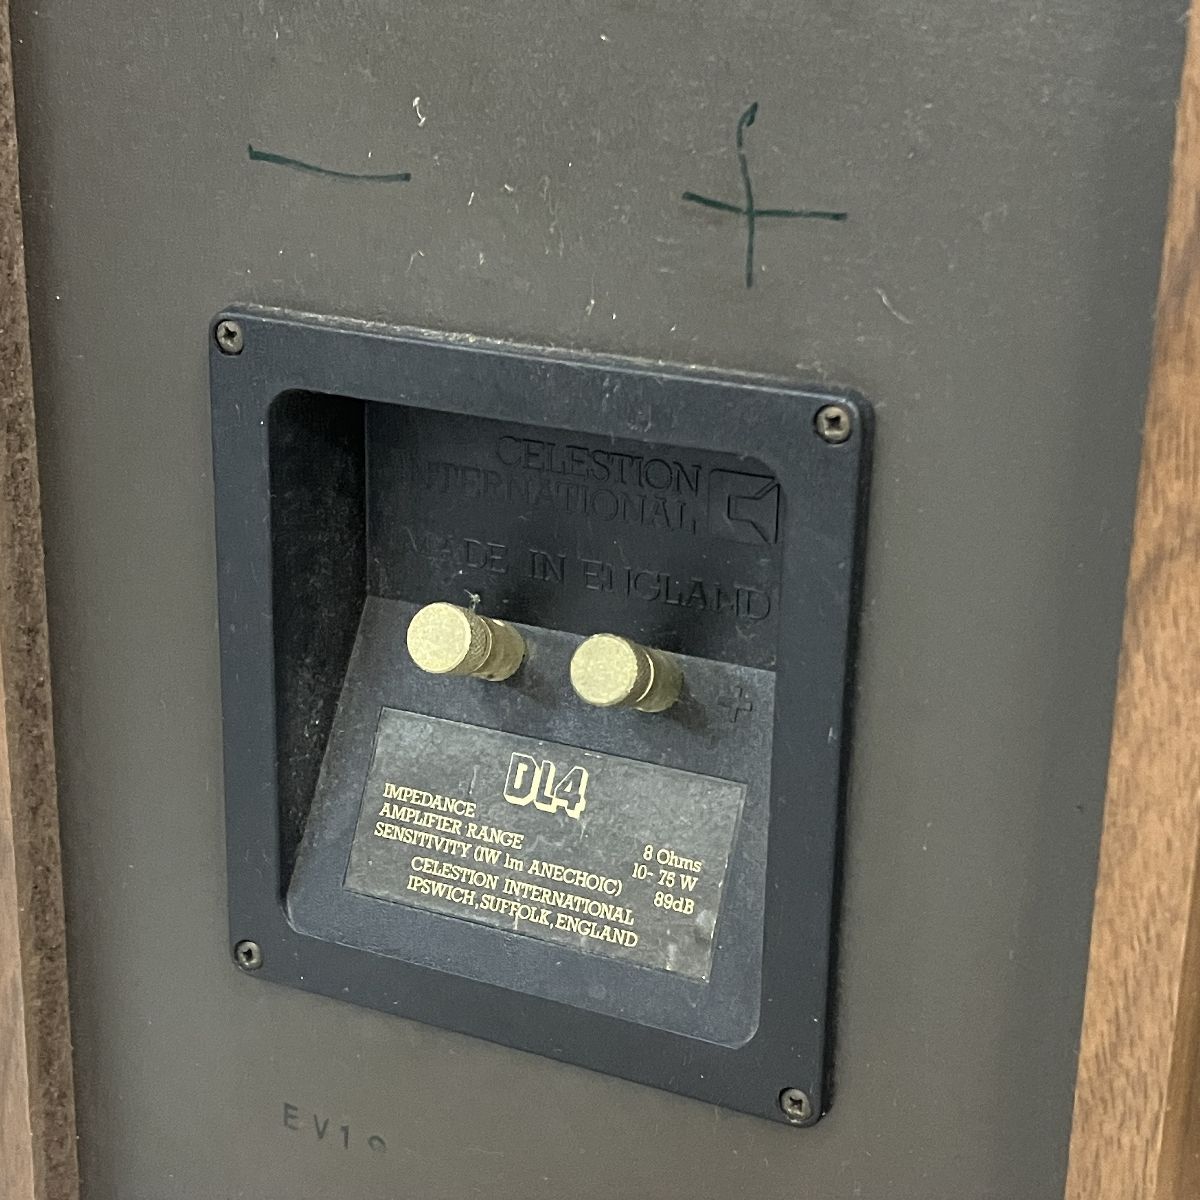 − +
CELESTION
INTERNATIONAL
MADE IN ENGLAND
+
DL4
IMPEDANCE 8 Ohms
AMPLIFIER RANGE 10- 75 W
SENSITIVITY (1W 1m ANECHOIC) 89dB
CELESTION INTERNATIONAL
IPSWICH, SUFFOLK, ENGLAND